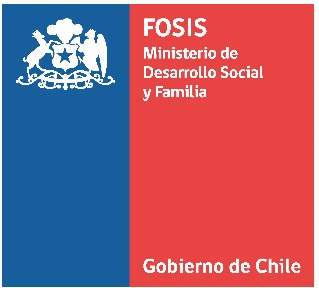 FOSIS
Ministerio de
Desarrollo Social
y Familia
Gobierno de Chile